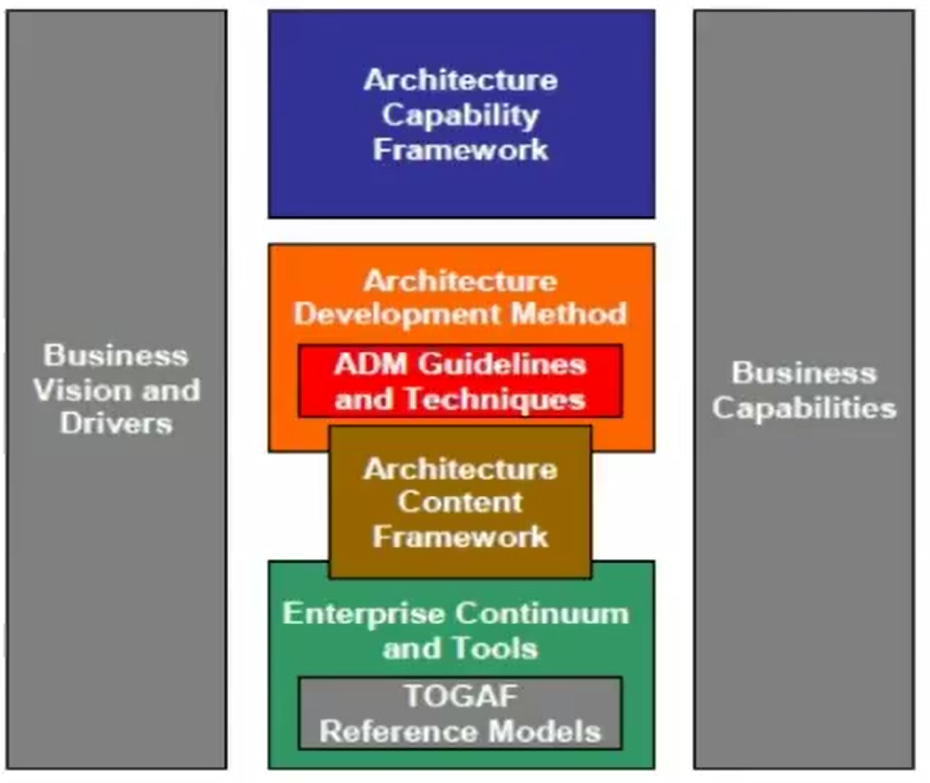 Architecture
Capability
Framework
Architecture
Development Method
ADM Guidelines
and Techniques
Business
Vision and
Drivers
Business
Capabilities
Architecture
Content
Framework
Enterprise Continuum
and Tools
TOGAF
Reference Models